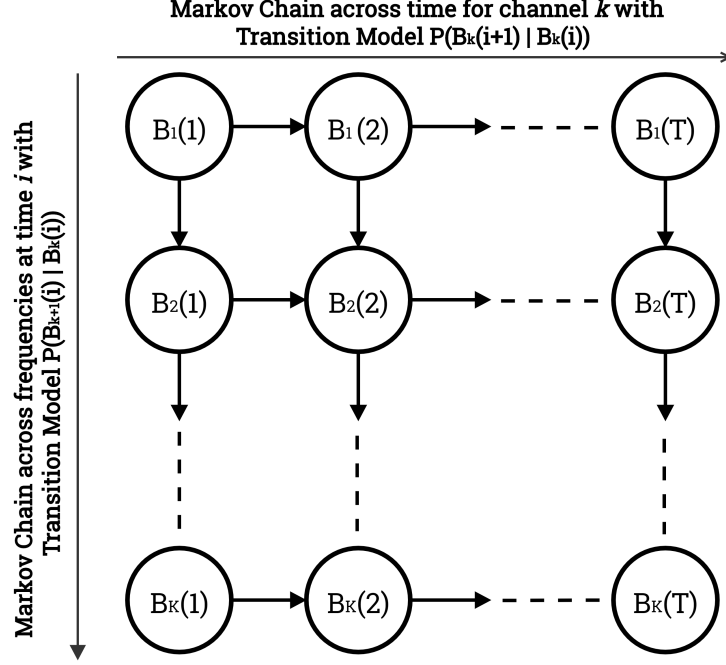 Markov Chain across time for channel k with
Transition Model P(Bk(i+1) | Bk(i))
Markov Chain across frequencies at time i with
Transition Model P(Bk+1(i) | Bk(i))
B1(1)
B1(2)
B1(T)
B2(1)
B2(2)
B2(T)
BK(1)
BK(2)
BK(T)